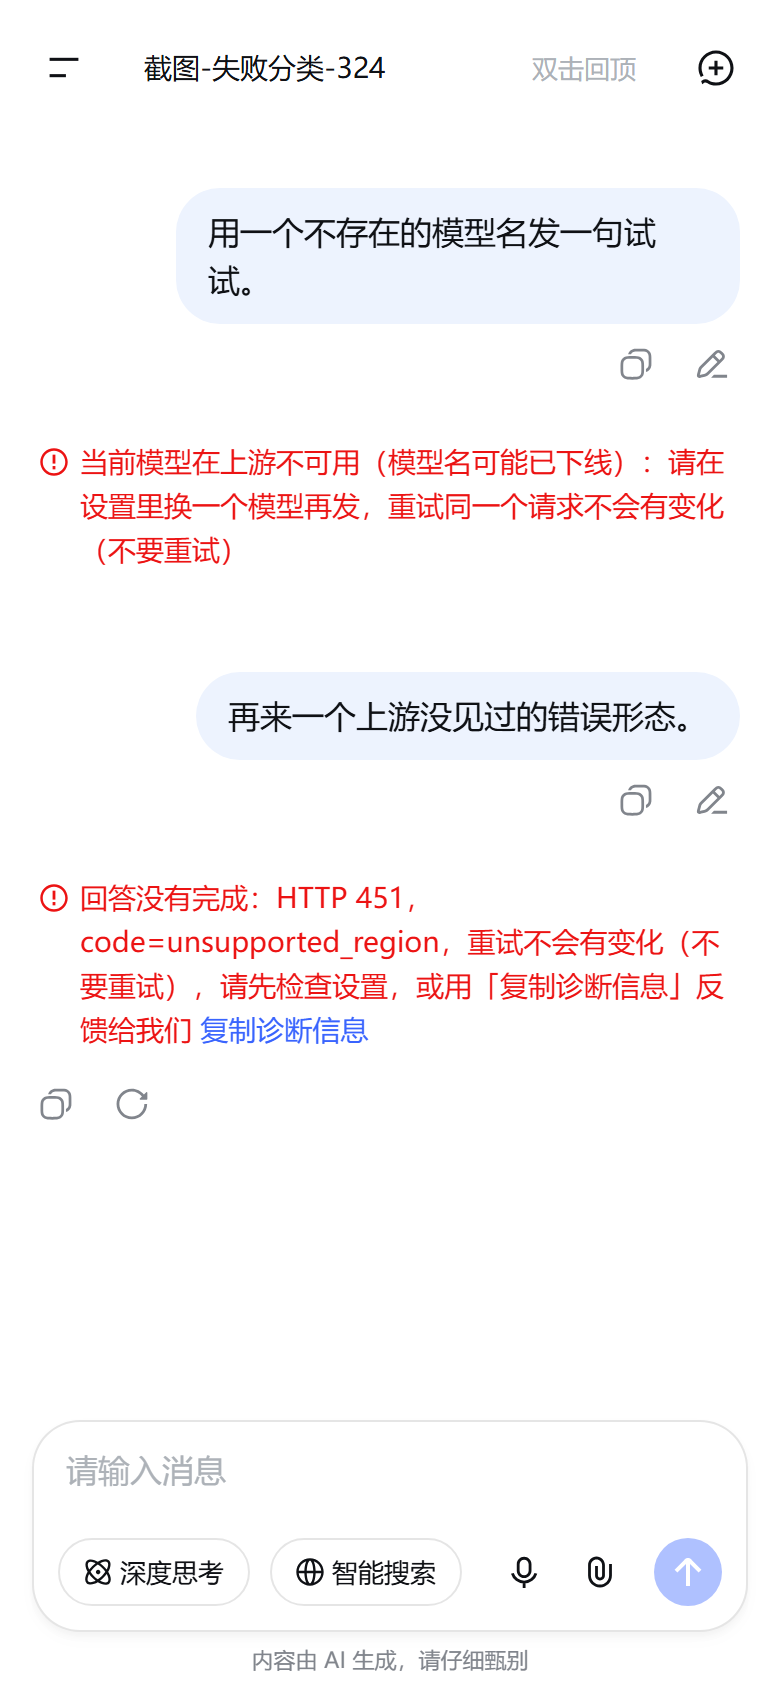 截图-失败分类-324
双击回顶
用一个不存在的模型名发一句试
试。
当前模型在上游不可用（模型名可能已下线）：请在
设置里换一个模型再发，重试同一个请求不会有变化
（不要重试）
再来一个上游没见过的错误形态。
回答没有完成：HTTP 451，
code=unsupported_region，重试不会有变化（不
要重试），请先检查设置，或用「复制诊断信息」反
馈给我们 复制诊断信息
请输入消息
深度思考
智能搜索
内容由 AI 生成，请仔细甄别